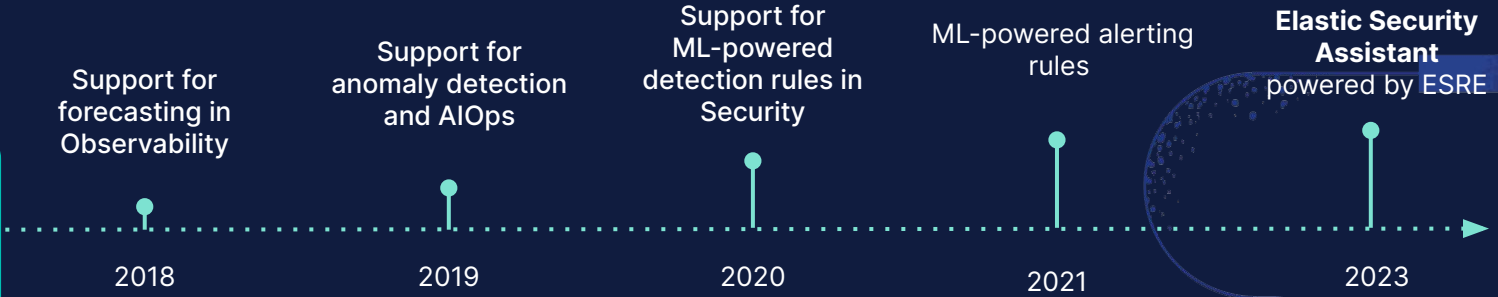 Support for
forecasting in
Observability
Support for
anomaly detection
and AIOps
Support for
ML-powered
detection rules in
Security
ML-powered alerting
rules
Elastic Security
Assistant
powered by ESRE
2018
2019
2020
2021
2023